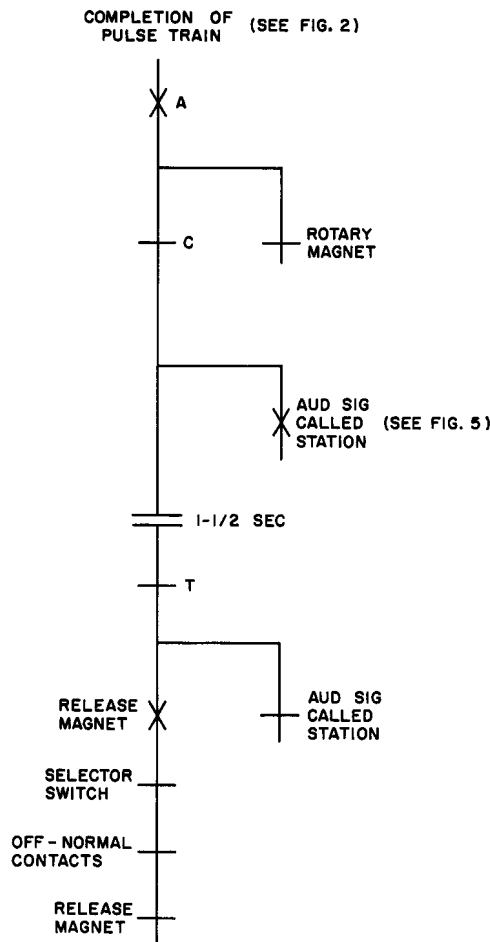 COMPLETION OF
PULSE TRAIN (SEE FIG. 2)
A
C
ROTARY
MAGNET
AUD SIG
CALLED (SEE FIG. 5)
STATION
1-1/2 SEC
T
RELEASE
MAGNET
AUD SIG
CALLED
STATION
SELECTOR
SWITCH
OFF-NORMAL
CONTACTS
RELEASE
MAGNET